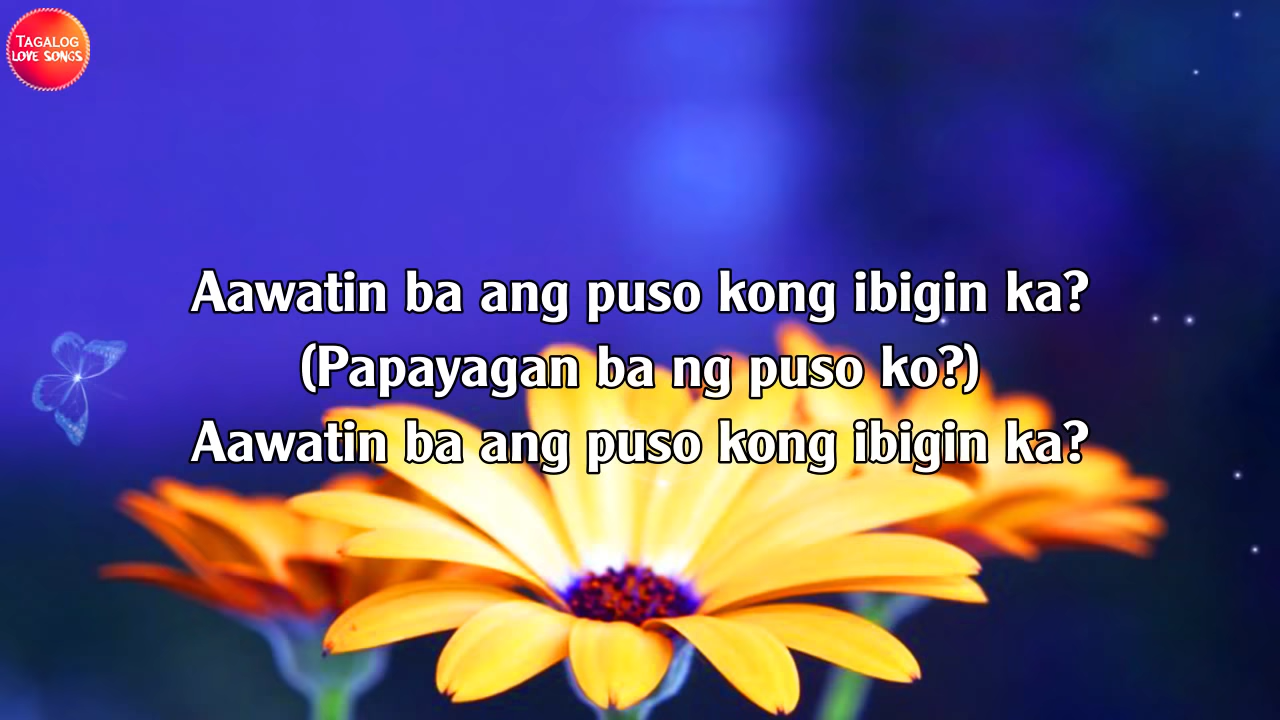 TAGALOG
LOVE SONGS
Aawatin ba ang puso kong ibigin ka?
(Papayagan ba ng puso ko?)
Aawatin ba ang puso kong ibigin ka?